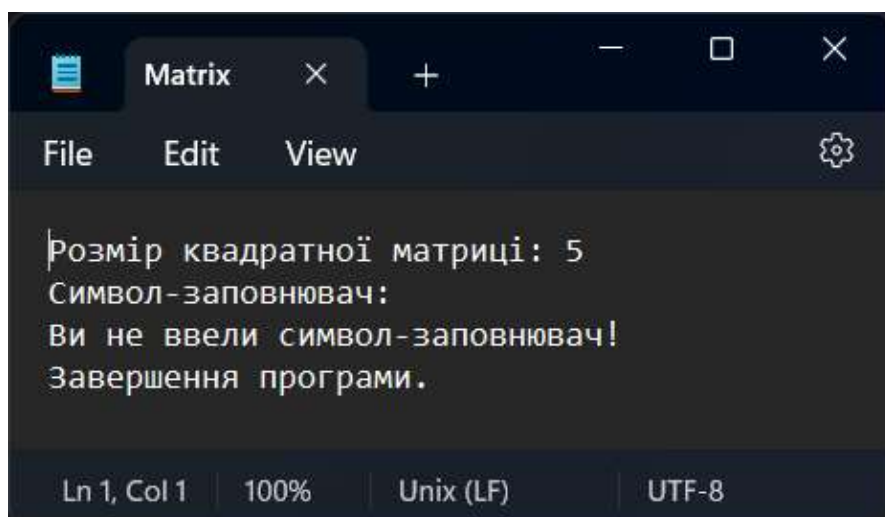 Matrix
File Edit View
Розмір квадратної матриці: 5
Символ-заповнювач:
Ви не ввели символ-заповнювач!
Завершення програми.
Ln 1, Col 1 100% Unix (LF) UTF-8